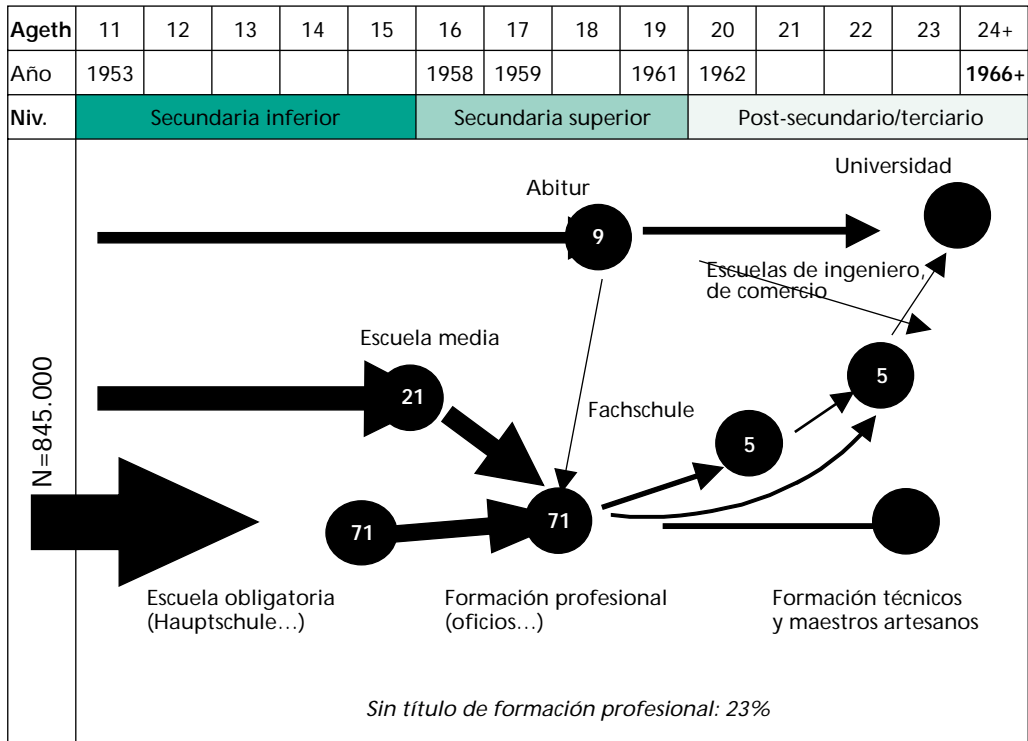 Ageth 11 12 13 14 15 16 17 18 19 20 21 22 23 24+
Año 1953 1958 1959 1961 1962 1966+
Niv. Secundaria inferior Secundaria superior Post-secundario/terciario
Universidad
Abitur
9
Escuelas de ingeniero,
de comercio
Escuela media
21
5
Fachschule
5
N=845.000
71
71
Escuela obligatoria
(Hauptschule…)
Formación profesional
(oficios…)
Formación técnicos
y maestros artesanos
Sin título de formación profesional: 23%